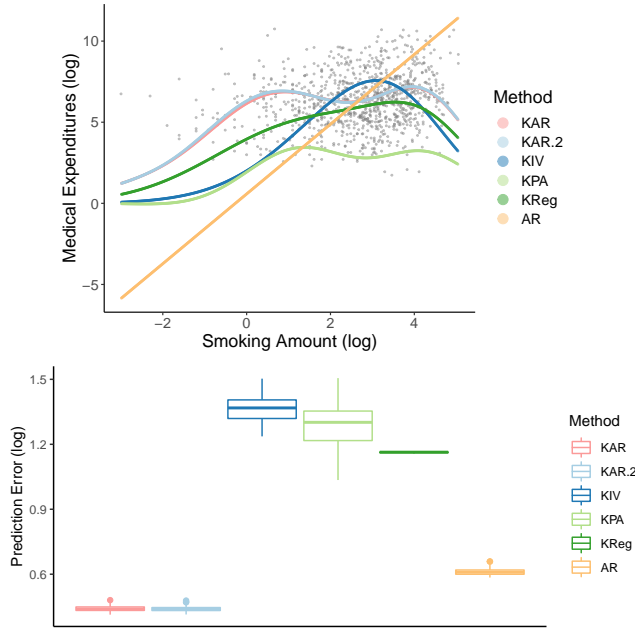 Medical Expenditures (log)
10
5
0
−5
−2
0
2
4
Smoking Amount (log)
Method
KAR
KAR.2
KIV
KPA
KReg
AR
Prediction Error (log)
1.5
1.2
0.9
0.6
Method
KAR
KAR.2
KIV
KPA
KReg
AR